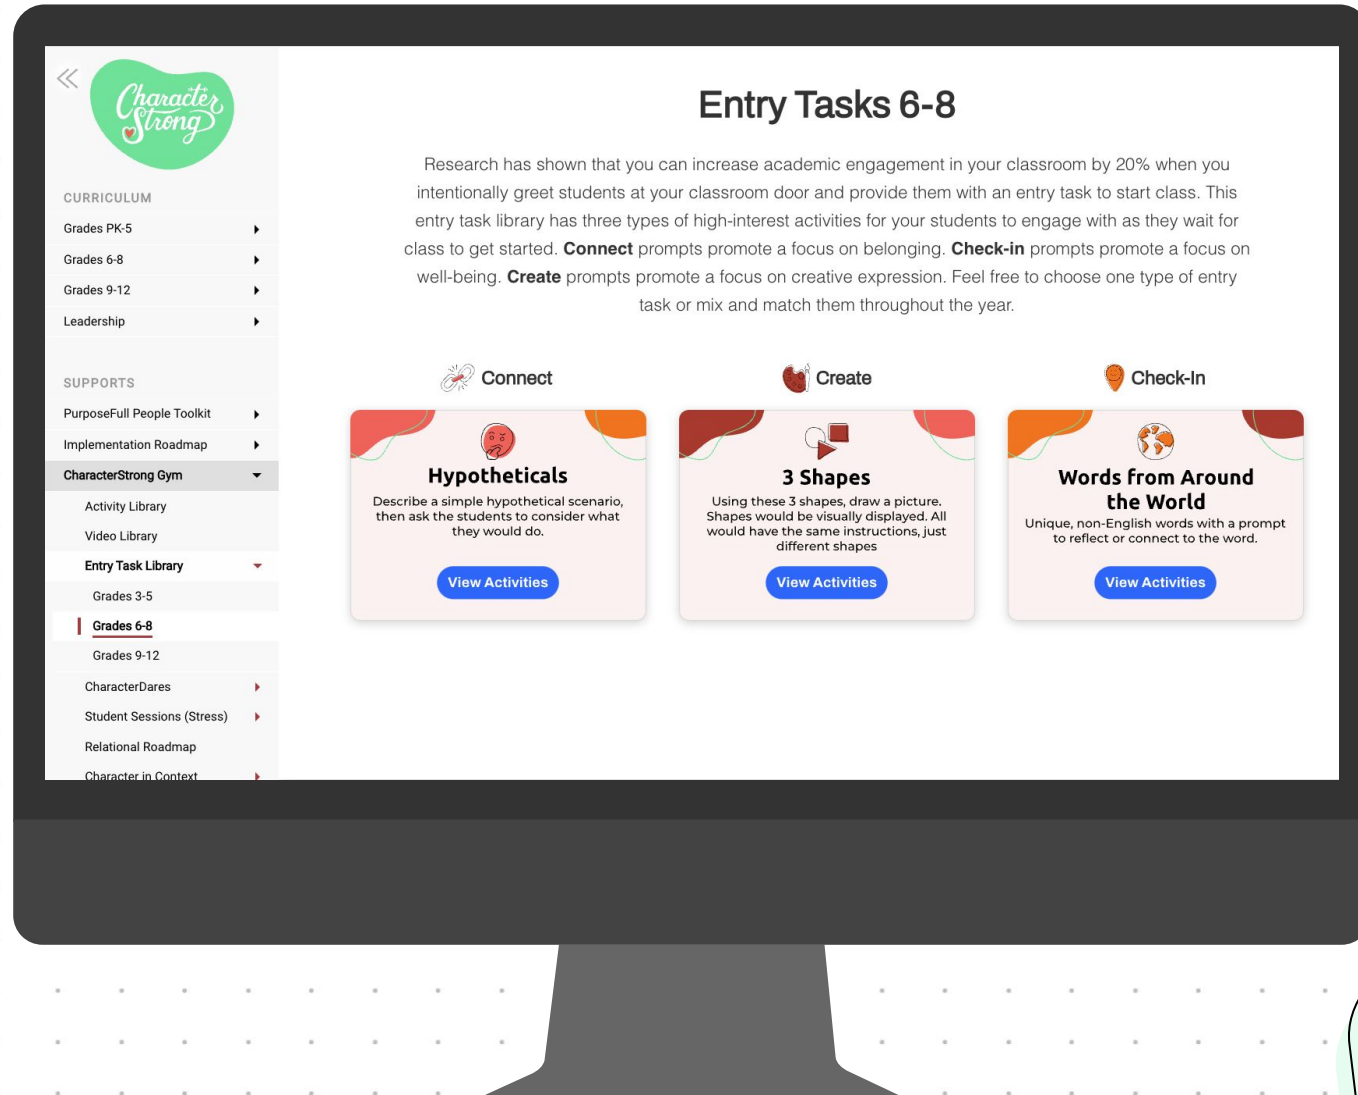 Character
Strong
CURRICULUM
Grades PK-5
Grades 6-8
Grades 9-12
Leadership
SUPPORTS
PurposeFull People Toolkit
Implementation Roadmap
CharacterStrong Gym
Activity Library
Video Library
Entry Task Library
Grades 3-5
Grades 6-8
Grades 9-12
CharacterDares
Student Sessions (Stress)
Relational Roadmap
Character in Context
Entry Tasks 6-8
Research has shown that you can increase academic engagement in your classroom by 20% when you
intentionally greet students at your classroom door and provide them with an entry task to start class. This
entry task library has three types of high-interest activities for your students to engage with as they wait for
class to get started. Connect prompts promote a focus on belonging. Check-in prompts promote a focus on
well-being. Create prompts promote a focus on creative expression. Feel free to choose one type of entry
task or mix and match them throughout the year.
Connect
Hypotheticals
Describe a simple hypothetical scenario,
then ask the students to consider what
they would do.
View Activities
Create
3 Shapes
Using these 3 shapes, draw a picture.
Shapes would be visually displayed. All
would have the same instructions, just
different shapes
View Activities
Check-In
Words from Around
the World
Unique, non-English words with a prompt
to reflect or connect to the word.
View Activities